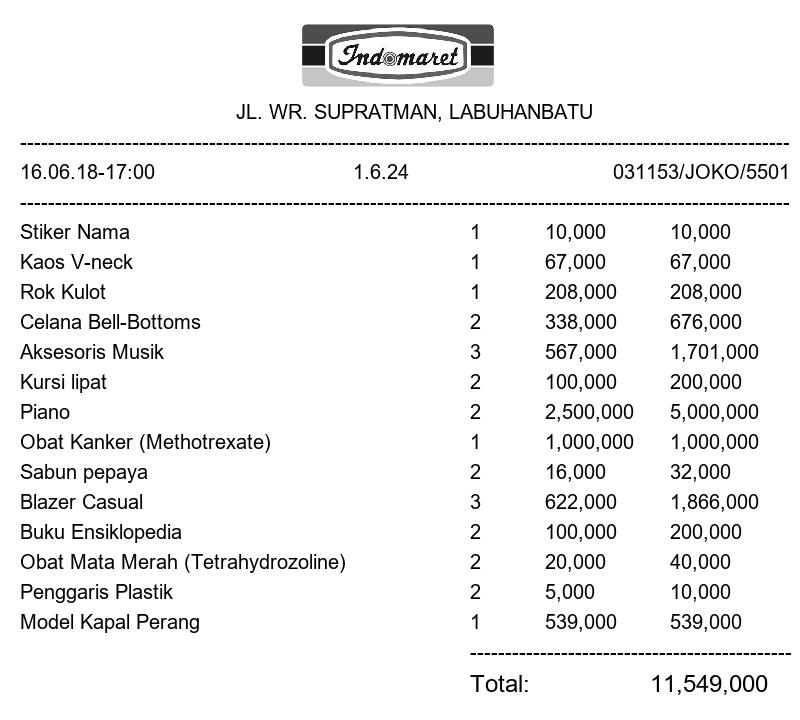 Indomaret
JL. WR. SUPRATMAN, LABUHANBATU
16.06.18-17:00 1.6.24 031153/JOKO/5501
Stiker Nama 1 10,000 10,000
Kaos V-neck 1 67,000 67,000
Rok Kulot 1 208,000 208,000
Celana Bell-Bottoms 2 338,000 676,000
Aksesoris Musik 3 567,000 1,701,000
Kursi lipat 2 100,000 200,000
Piano 2 2,500,000 5,000,000
Obat Kanker (Methotrexate) 1 1,000,000 1,000,000
Sabun pepaya 2 16,000 32,000
Blazer Casual 3 622,000 1,866,000
Buku Ensiklopedia 2 100,000 200,000
Obat Mata Merah (Tetrahydrozoline) 2 20,000 40,000
Penggaris Plastik 2 5,000 10,000
Model Kapal Perang 1 539,000 539,000
Total: 11,549,000